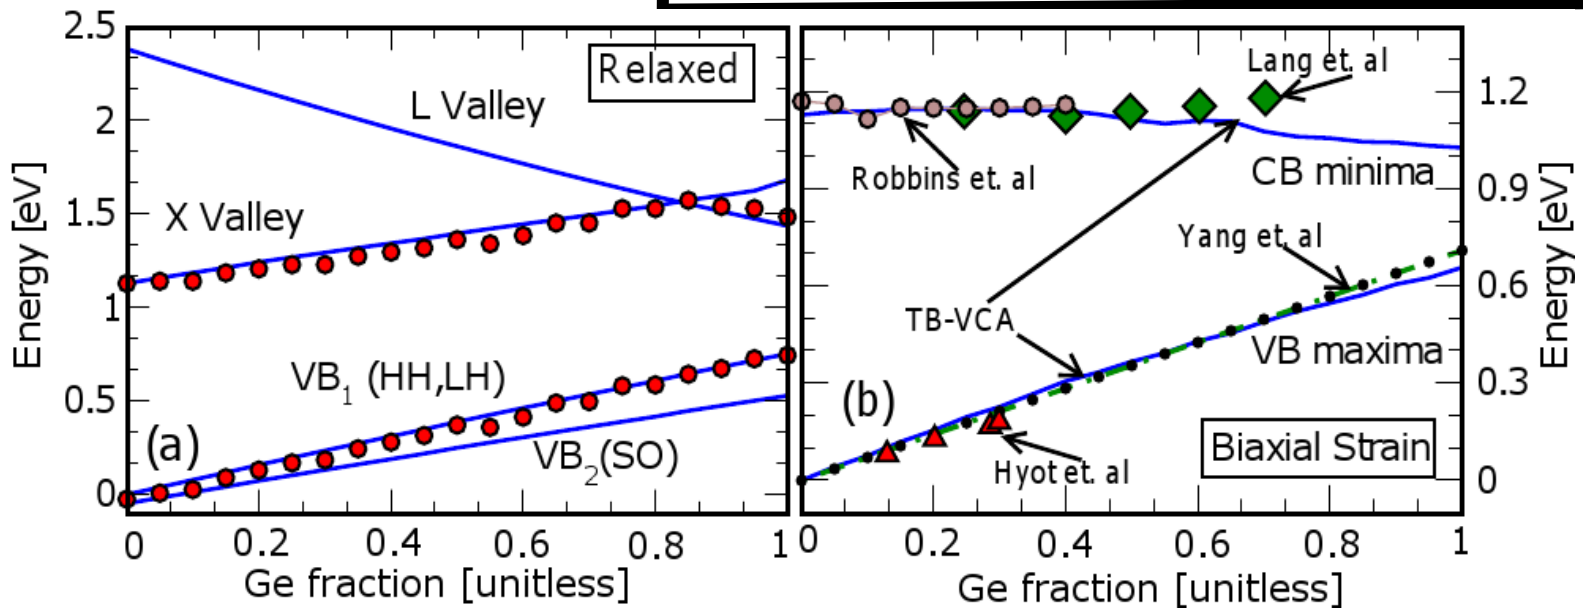 2.5
2
1.5
1
0.5
0
Energy [eV]
Relaxed
L Valley
X Valley
VB1 (HH,LH)
VB2(SO)
(a)
0 0.2 0.4 0.6 0.8 1
Ge fraction [unitless]
Lang et. al
Robbins et. al
CB minima
Yang et. al
TB-VCA
VB maxima
(b)
Hyot et. al
Biaxial Strain
1.2
0.9
0.6
0.3
0
Energy [eV]
0 0.2 0.4 0.6 0.8 1
Ge fraction [unitless]